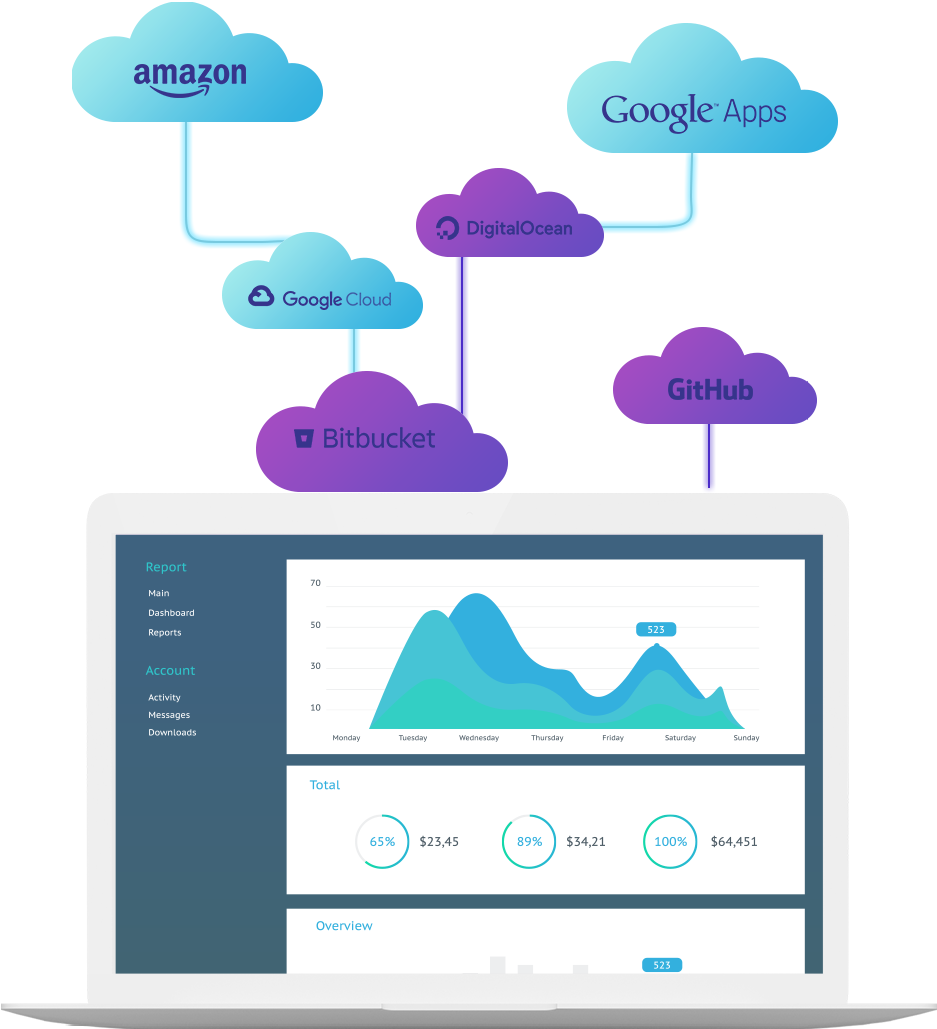 amazon
Google™ Apps
DigitalOcean
Google Cloud
GitHub
Bitbucket
Report
Main
Dashboard
Reports
Account
Activity
Messages
Downloads
70
50
30
10
523
Monday Tuesday Wednesday Thursday Friday Saturday Sunday
Total
65% $23,45 89% $34,21 100% $64,451
Overview
523